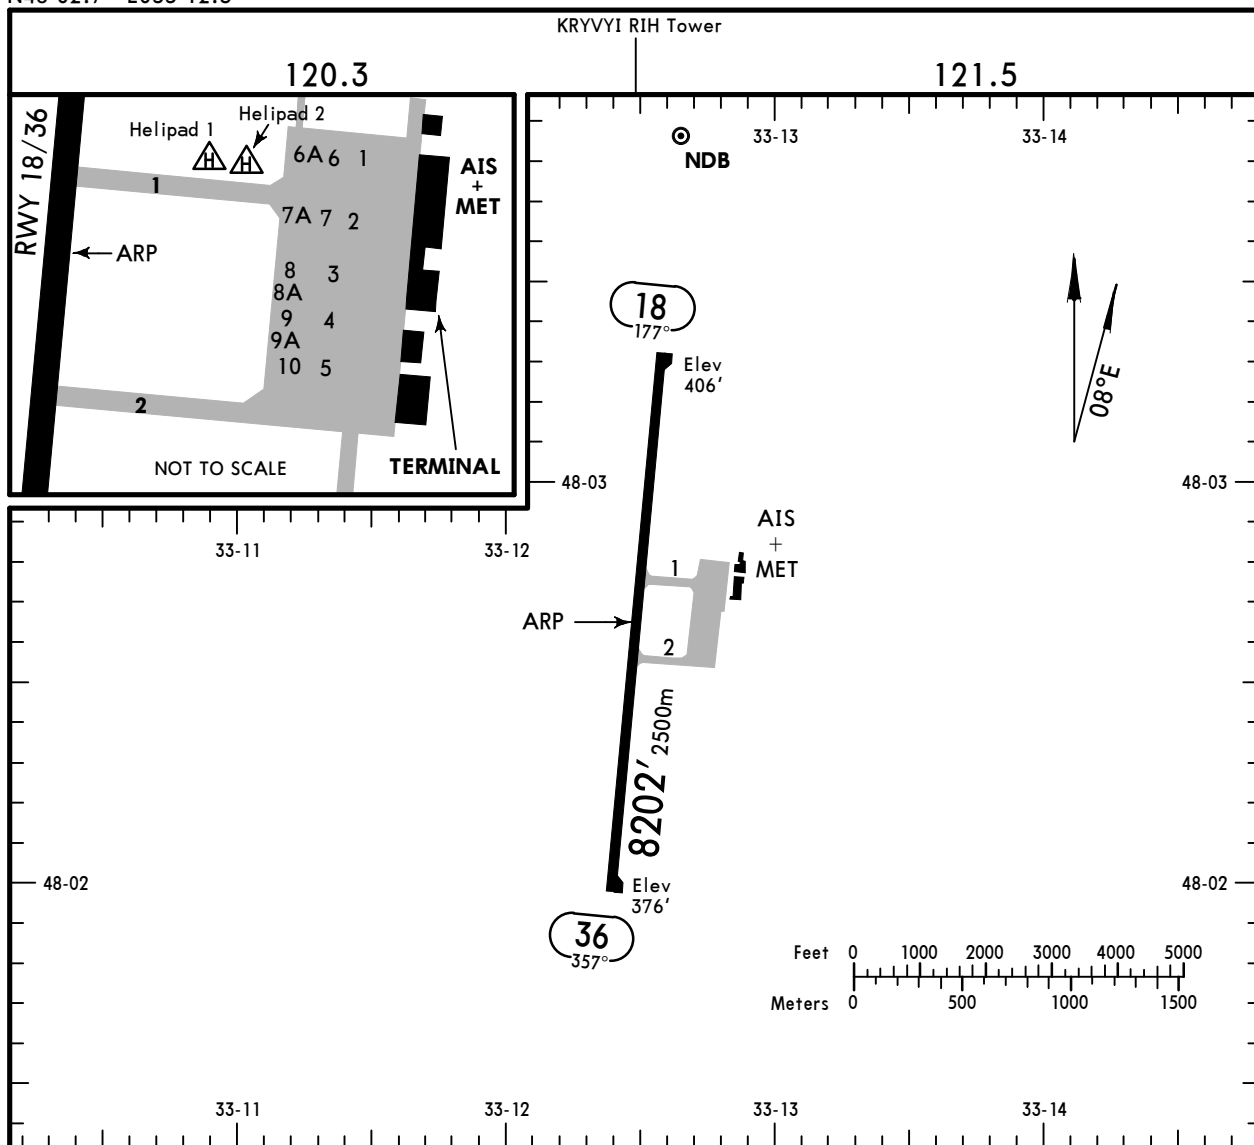 KRYVYI RIH Tower
120.3
121.5
RWY 18/36
Helipad 1
Helipad 2
H
H
6A 6 1
1
AIS
+
MET
7A 7 2
ARP
8 3
8A
9 4
9A
10 5
2
NOT TO SCALE
TERMINAL
33-13
33-14
NDB
18
177°
Elev
406'
08°E
48-03
48-03
33-11
33-12
AIS
+
MET
1
ARP
2
8202' 2500m
48-02
Elev
376'
48-02
36
357°
Feet 0 1000 2000 3000 4000 5000
Meters 0 500 1000 1500
33-11
33-12
33-13
33-14